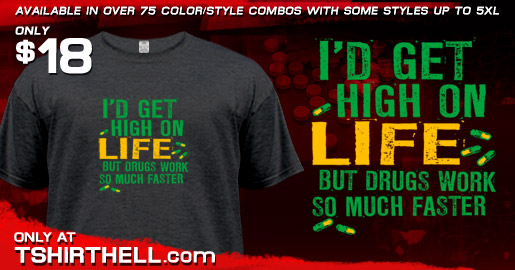 AVAILABLE IN OVER 75 COLOR/STYLE COMBOS WITH SOME STYLES UP TO 5XL
ONLY
$18
I'D GET
HIGH ON
LIFE
BUT DRUGS WORK
SO MUCH FASTER
I'D GET
HIGH ON
LIFE
BUT DRUGS WORK
SO MUCH FASTER
ONLY AT
TSHIRTHELL.com